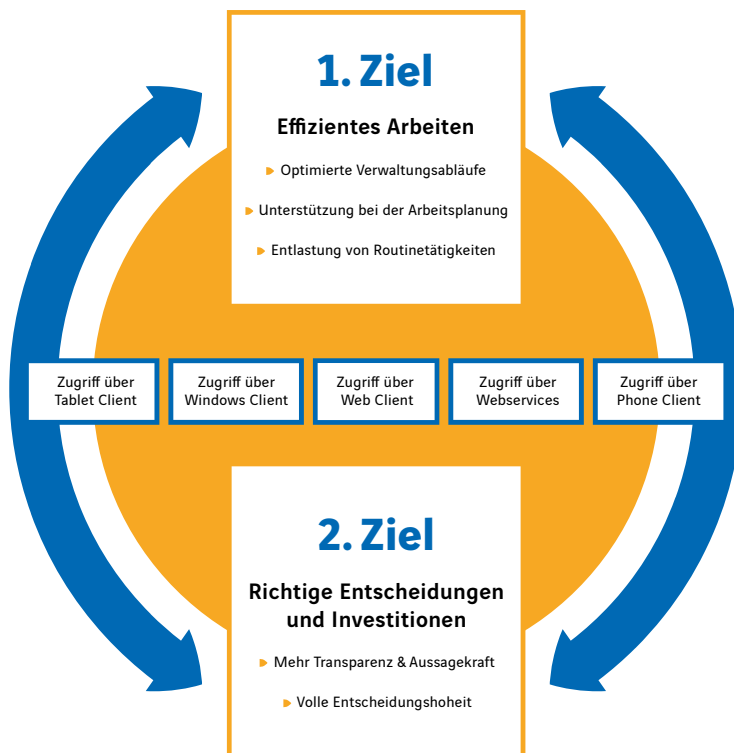 1. Ziel
Effizientes Arbeiten
Optimierte Verwaltungsabläufe
Unterstützung bei der Arbeitsplanung
Entlastung von Routinetätigkeiten
Zugriff über
Tablet Client
Zugriff über
Windows Client
Zugriff über
Web Client
Zugriff über
Webservices
Zugriff über
Phone Client
2. Ziel
Richtige Entscheidungen
und Investitionen
Mehr Transparenz & Aussagekraft
Volle Entscheidungshoheit